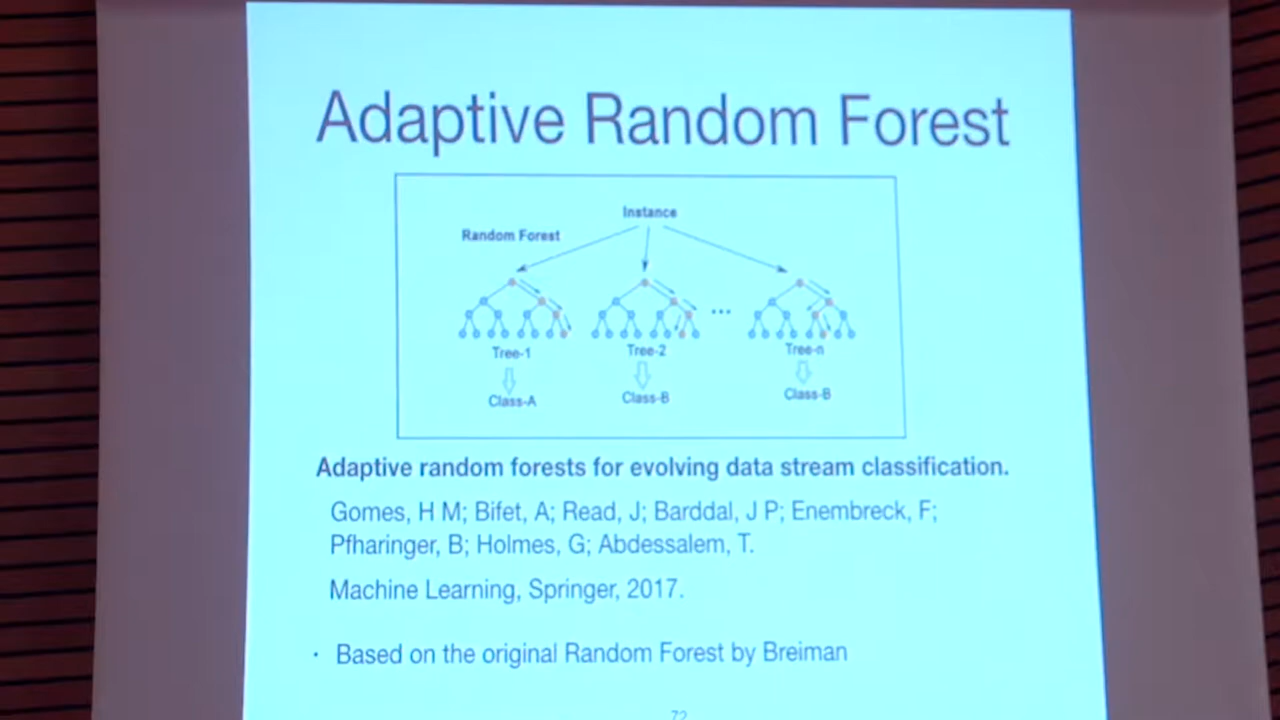 Adaptive Random Forest
Instance
Random Forest
...
Tree-1 Tree-2 Tree-n
Class-A Class-B Class-B
Adaptive random forests for evolving data stream classification.
Gomes, H M; Bifet, A; Read, J; Barddal, J P; Enembreck, F;
Pfharinger, B; Holmes, G; Abdessalem, T.
Machine Learning, Springer, 2017.
· Based on the original Random Forest by Breiman
72